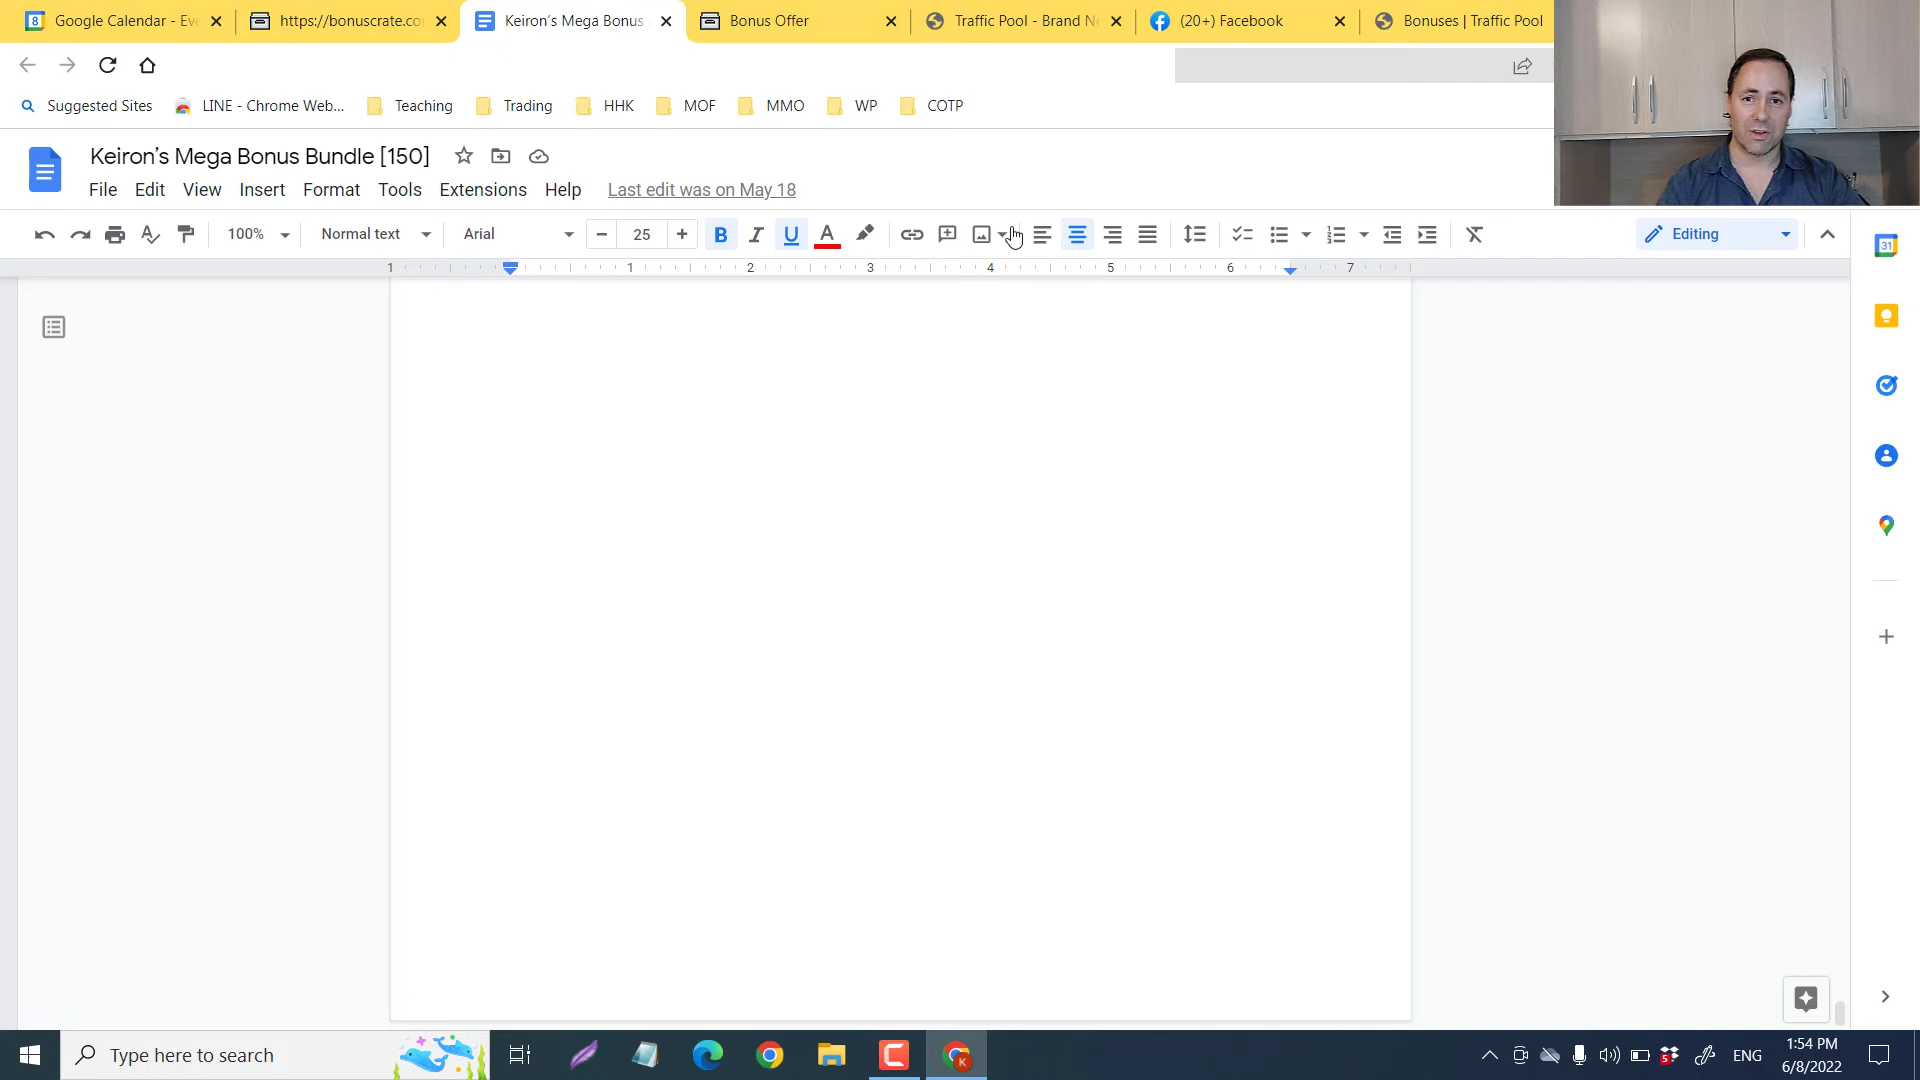 Google Calendar - Eve
https://bonuscrate.co
Keiron's Mega Bonus
Bonus Offer
Traffic Pool - Brand N
(20+) Facebook
Bonuses | Traffic Pool
Suggested Sites
LINE - Chrome Web...
Teaching
Trading
HHK
MOF
MMO
WP
COTP
Keiron's Mega Bonus Bundle [150]
File Edit View Insert Format Tools Extensions Help Last edit was on May 18
100% Normal text Arial 25 B I U A Editing
1 1 2 3 4 5 6 7
31
Type here to search
K
5
ENG
1:54 PM
6/8/2022